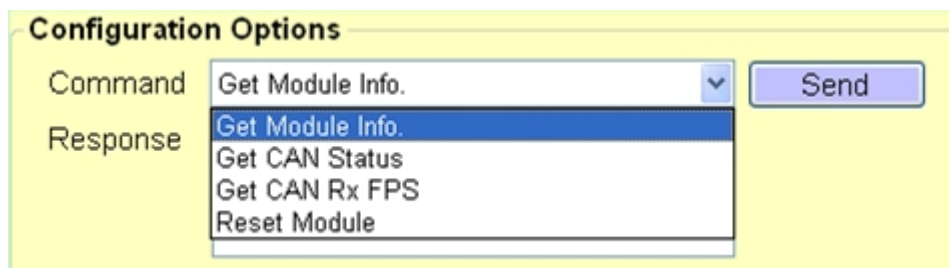 Configuration Options
Command Get Module Info. Send
Response Get Module Info.
Get CAN Status
Get CAN Rx FPS
Reset Module